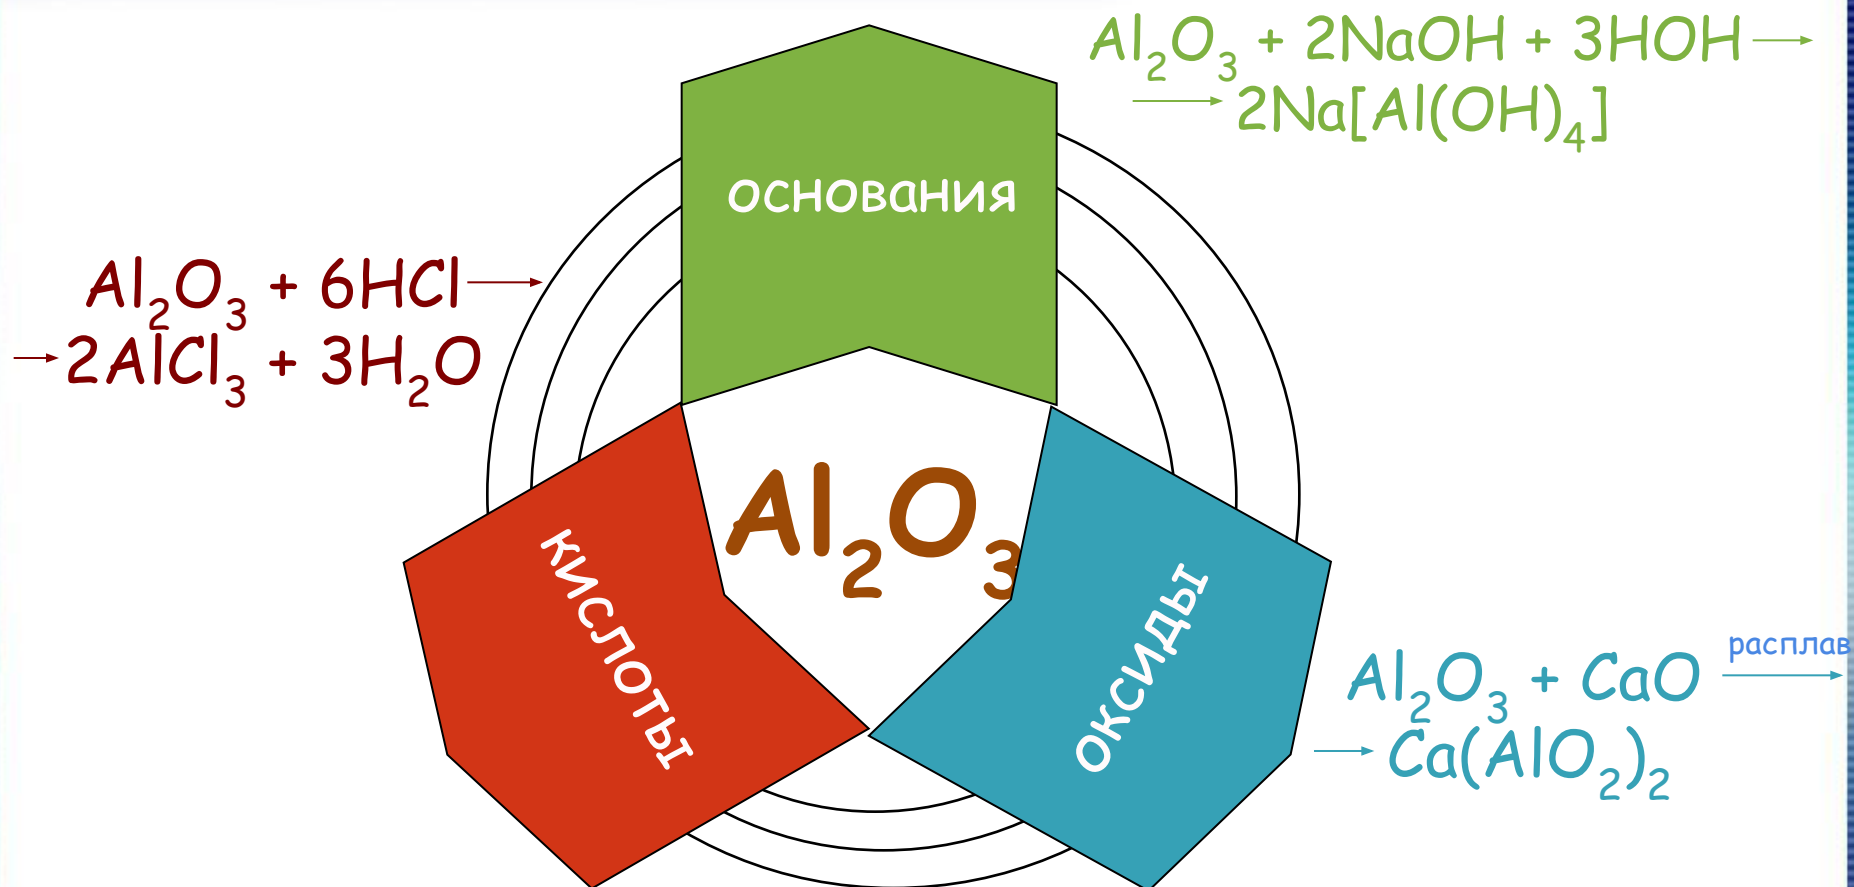 Al₂O₃ + 2NaOH + 3HOH →
→ 2Na[Al(OH)₄]
основания
Al₂O₃ + 6HCl →
→ 2AlCl₃ + 3H₂O
Al₂O₃
кислоты
оксиды
расплав
Al₂O₃ + CaO →
→ Ca(AlO₂)₂